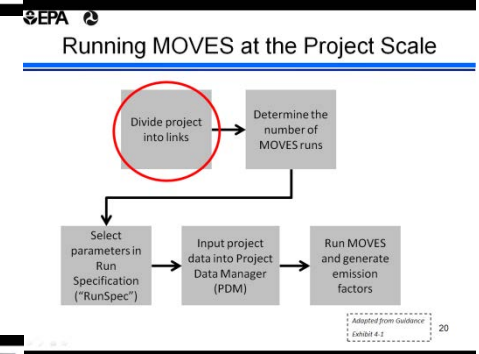 EPA
Running MOVES at the Project Scale
Divide project
into links
Determine the
number of
MOVES runs
Select
parameters in
Run
Specification
("RunSpec")
Input project
data into Project
Data Manager
(PDM)
Run MOVES
and generate
emission
factors
Adapted from Guidance
Exhibit 4-1
20